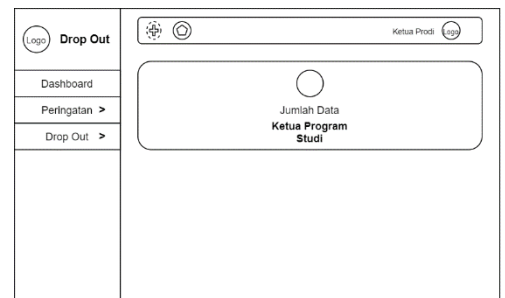 Logo
Drop Out
Dashboard
Peringatan >
Drop Out >
Ketua Prodi
Logo
Jumlah Data
Ketua Program
Studi